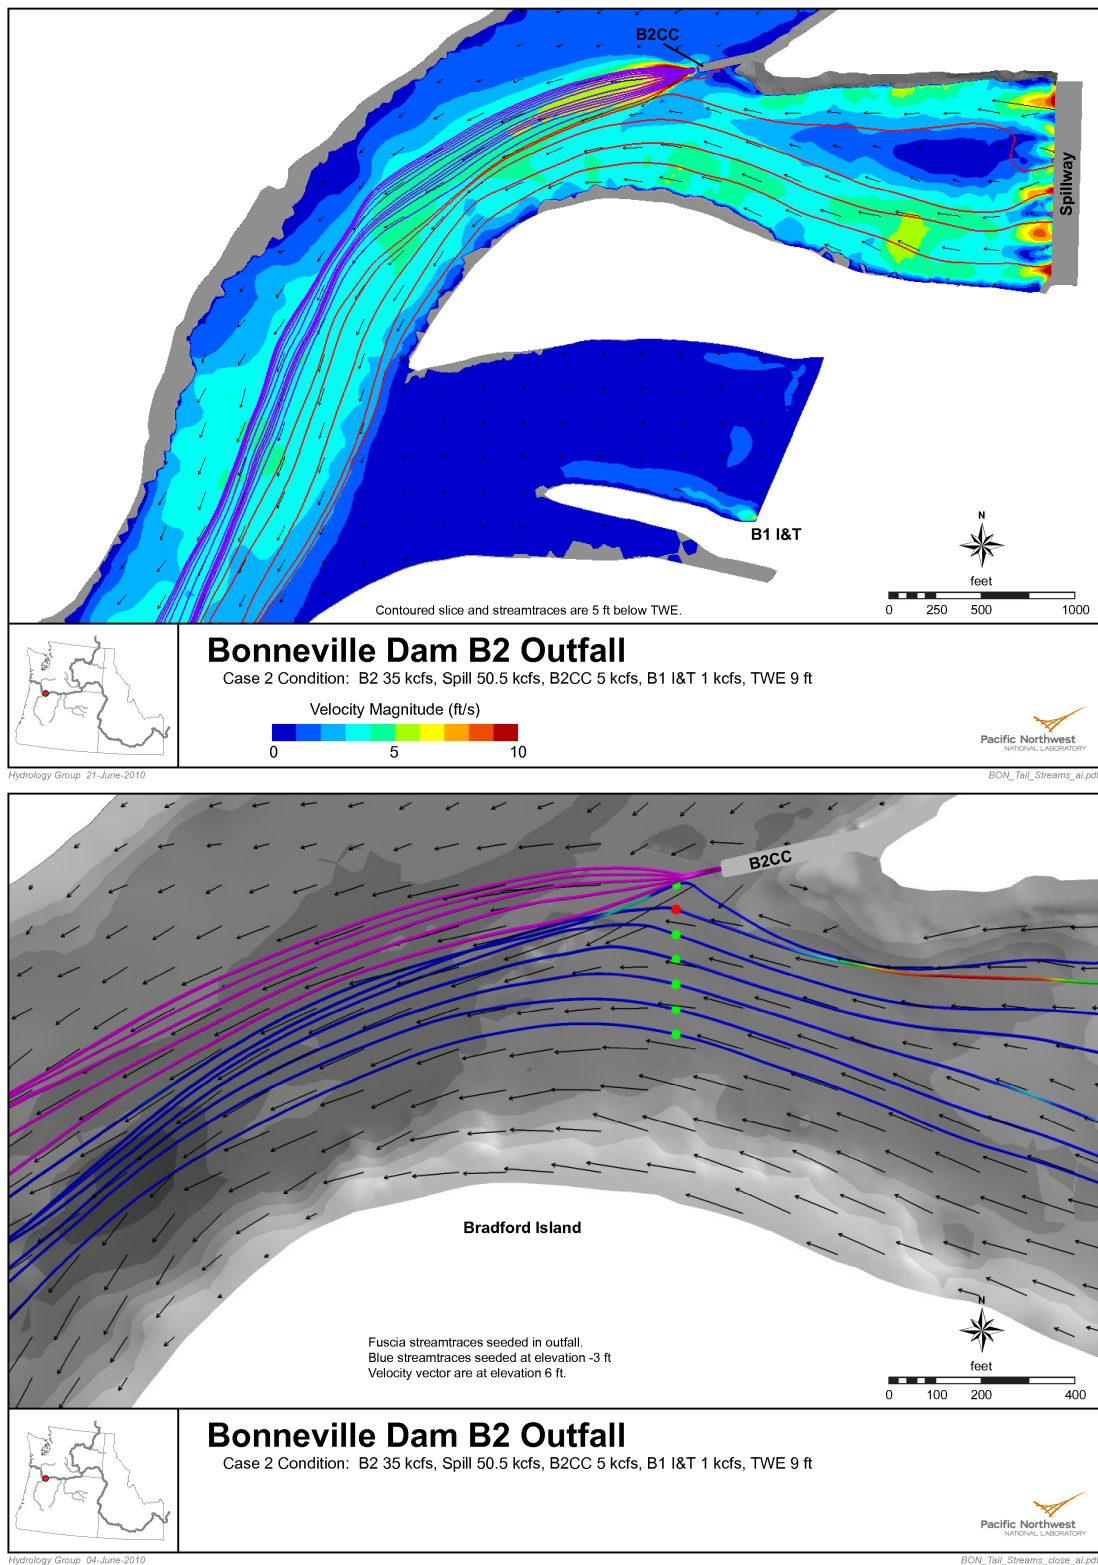 B2CC
Spillway
B1 I&T
N
feet
0 250 500 1000
Contoured slice and streamtraces are 5 ft below TWE.
Bonneville Dam B2 Outfall
Case 2 Condition: B2 35 kcfs, Spill 50.5 kcfs, B2CC 5 kcfs, B1 I&T 1 kcfs, TWE 9 ft
Velocity Magnitude (ft/s)
0 5 10
Pacific Northwest
NATIONAL LABORATORY
Hydrology Group 21-June-2010
BON_Tail_Streams_ai.pdf
B2CC
Bradford Island
N
Fuscia streamtraces seeded in outfall.
Blue streamtraces seeded at elevation -3 ft
Velocity vector are at elevation 6 ft.
feet
0 100 200 400
Bonneville Dam B2 Outfall
Case 2 Condition: B2 35 kcfs, Spill 50.5 kcfs, B2CC 5 kcfs, B1 I&T 1 kcfs, TWE 9 ft
Pacific Northwest
NATIONAL LABORATORY
Hydrology Group 04-June-2010
BON_Tail_Streams_close_ai.pdf